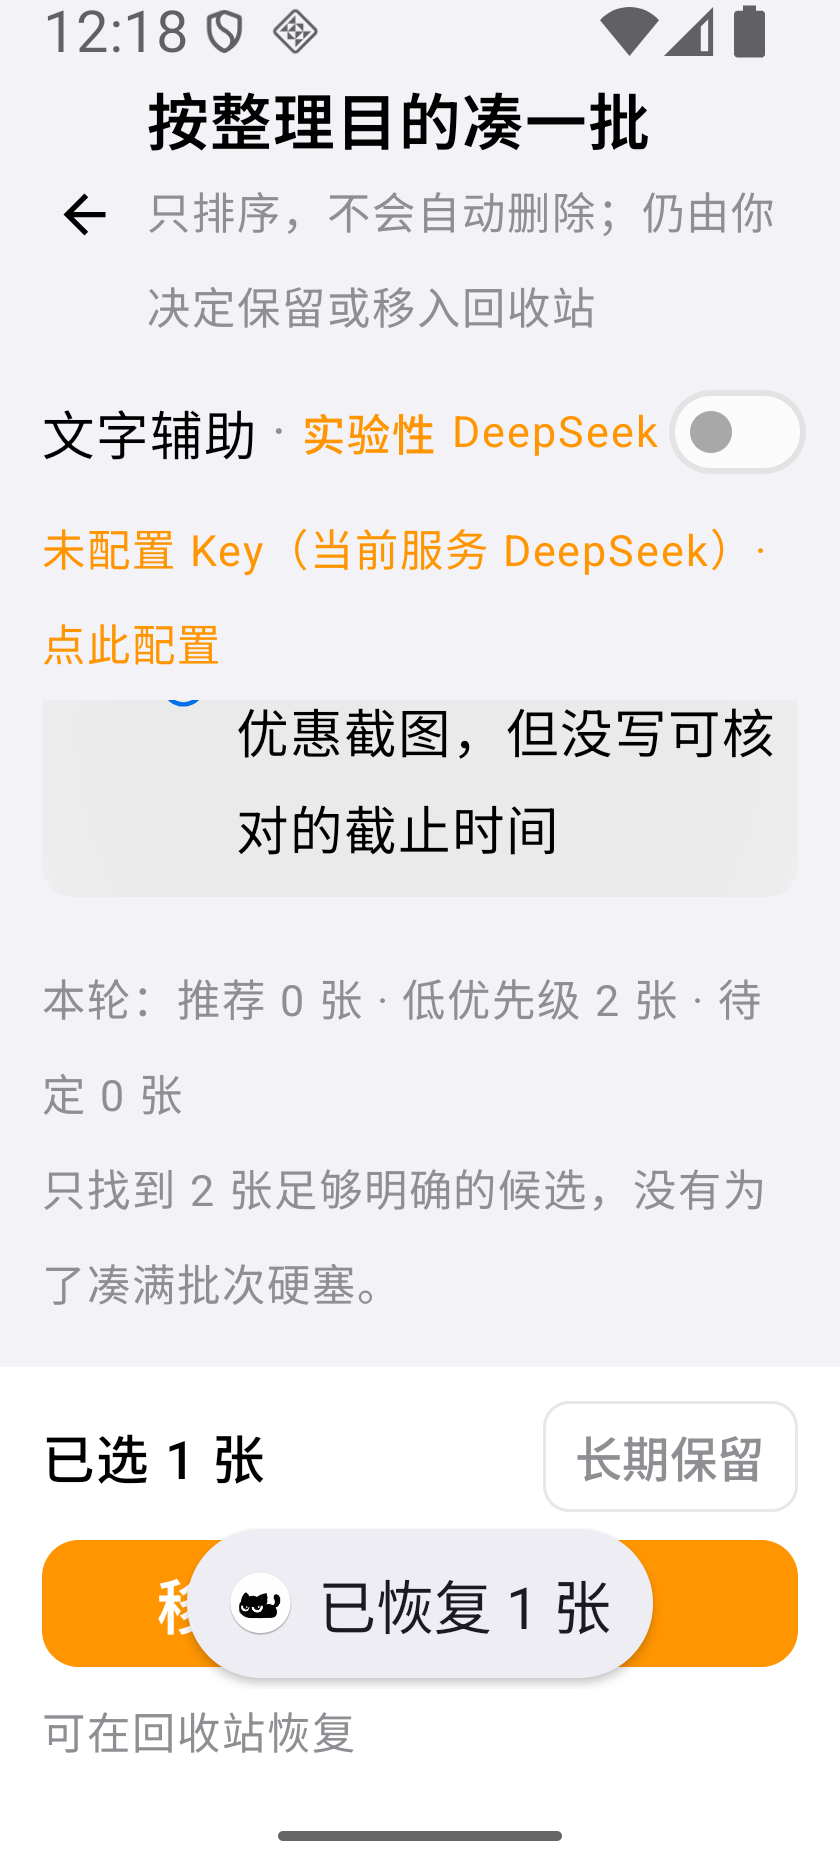 12:18
按整理目的凑一批
只排序，不会自动删除；仍由你
决定保留或移入回收站
文字辅助 · 实验性 DeepSeek
未配置 Key（当前服务 DeepSeek）·
点此配置
优惠截图，但没写可核
对的截止时间
本轮：推荐 0 张 · 低优先级 2 张 · 待
定 0 张
只找到 2 张足够明确的候选，没有为
了凑满批次硬塞。
已选 1 张
长期保留
已恢复 1 张
可在回收站恢复